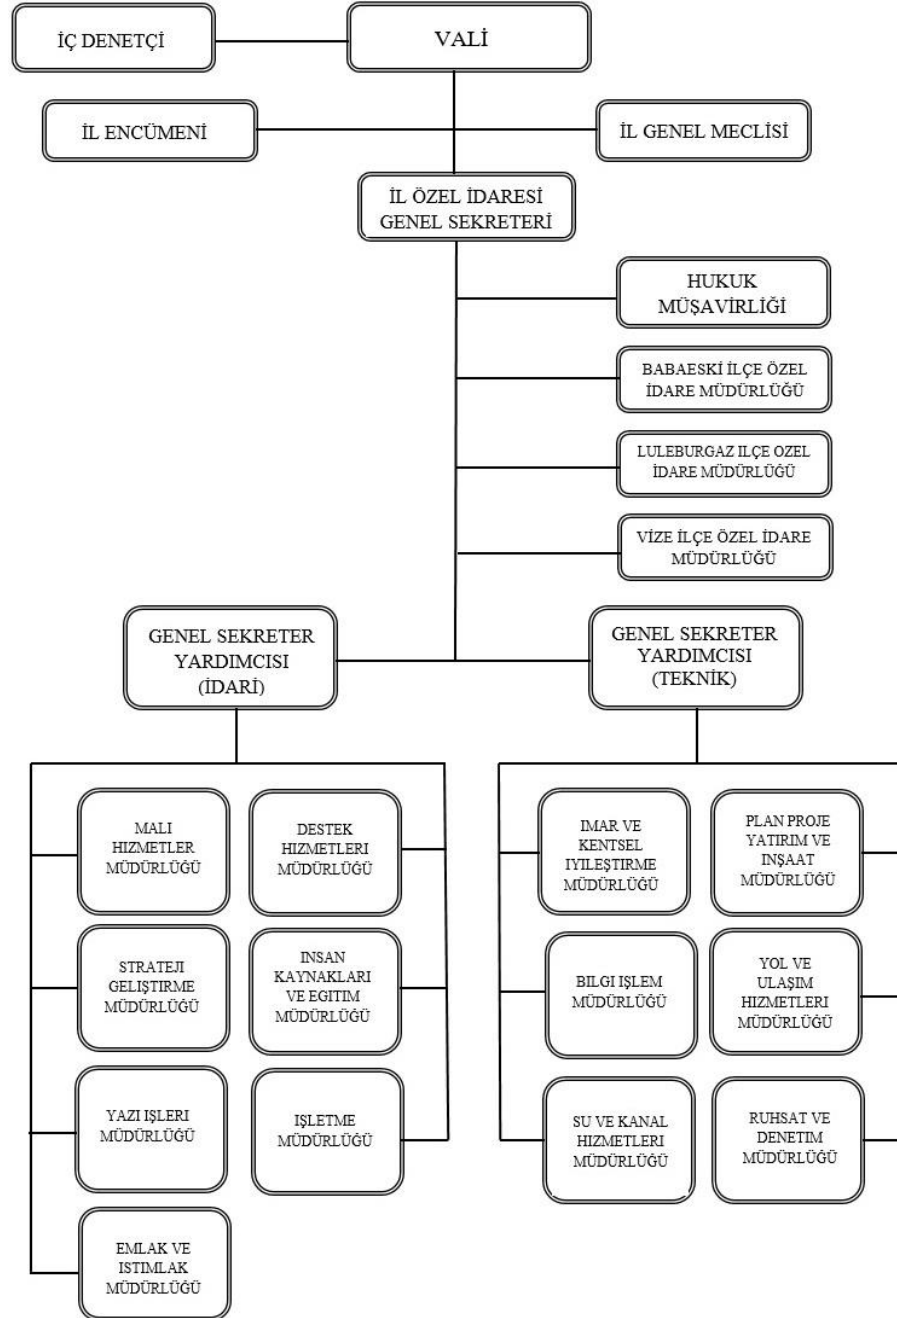 İÇ DENETÇİ
VALİ
İL ENCÜMENİ
İL GENEL MECLİSİ
İL ÖZEL İDARESİ
GENEL SEKRETERİ
HUKUK
MÜŞAVİRLİĞİ
BABAESKİ İLÇE ÖZEL
İDARE MÜDÜRLÜĞÜ
LULEBURGAZ ILÇE OZEL
İDARE MÜDÜRLÜĞÜ
VİZE İLÇE ÖZEL İDARE
MÜDÜRLÜĞÜ
GENEL SEKRETER
YARDIMCISI
(İDARİ)
GENEL SEKRETER
YARDIMCISI
(TEKNİK)
MALI
HIZMETLER
MÜDÜRLÜĞÜ
DESTEK
HIZMETLERI
MÜDÜRLÜĞÜ
IMAR VE
KENTSEL
IYILEŞTIRME
MÜDÜRLÜĞÜ
PLAN PROJE
YATIRIM VE
INŞAAT
MÜDÜRLÜĞÜ
STRATEJI
GELIŞTIRME
MÜDÜRLÜĞÜ
INSAN
KAYNAKLARI
VE EGITIM
MÜDÜRLÜĞÜ
BILGI IŞLEM
MÜDÜRLÜĞÜ
YOL VE
ULAŞIM
HIZMETLERI
MÜDÜRLÜĞÜ
YAZI IŞLERI
MÜDÜRLÜĞÜ
IŞLETME
MÜDÜRLÜĞÜ
SU VE KANAL
HIZMETLERI
MÜDÜRLÜĞÜ
RUHSAT VE
DENETIM
MÜDÜRLÜĞÜ
EMLAK VE
ISTIMLAK
MÜDÜRLÜĞÜ